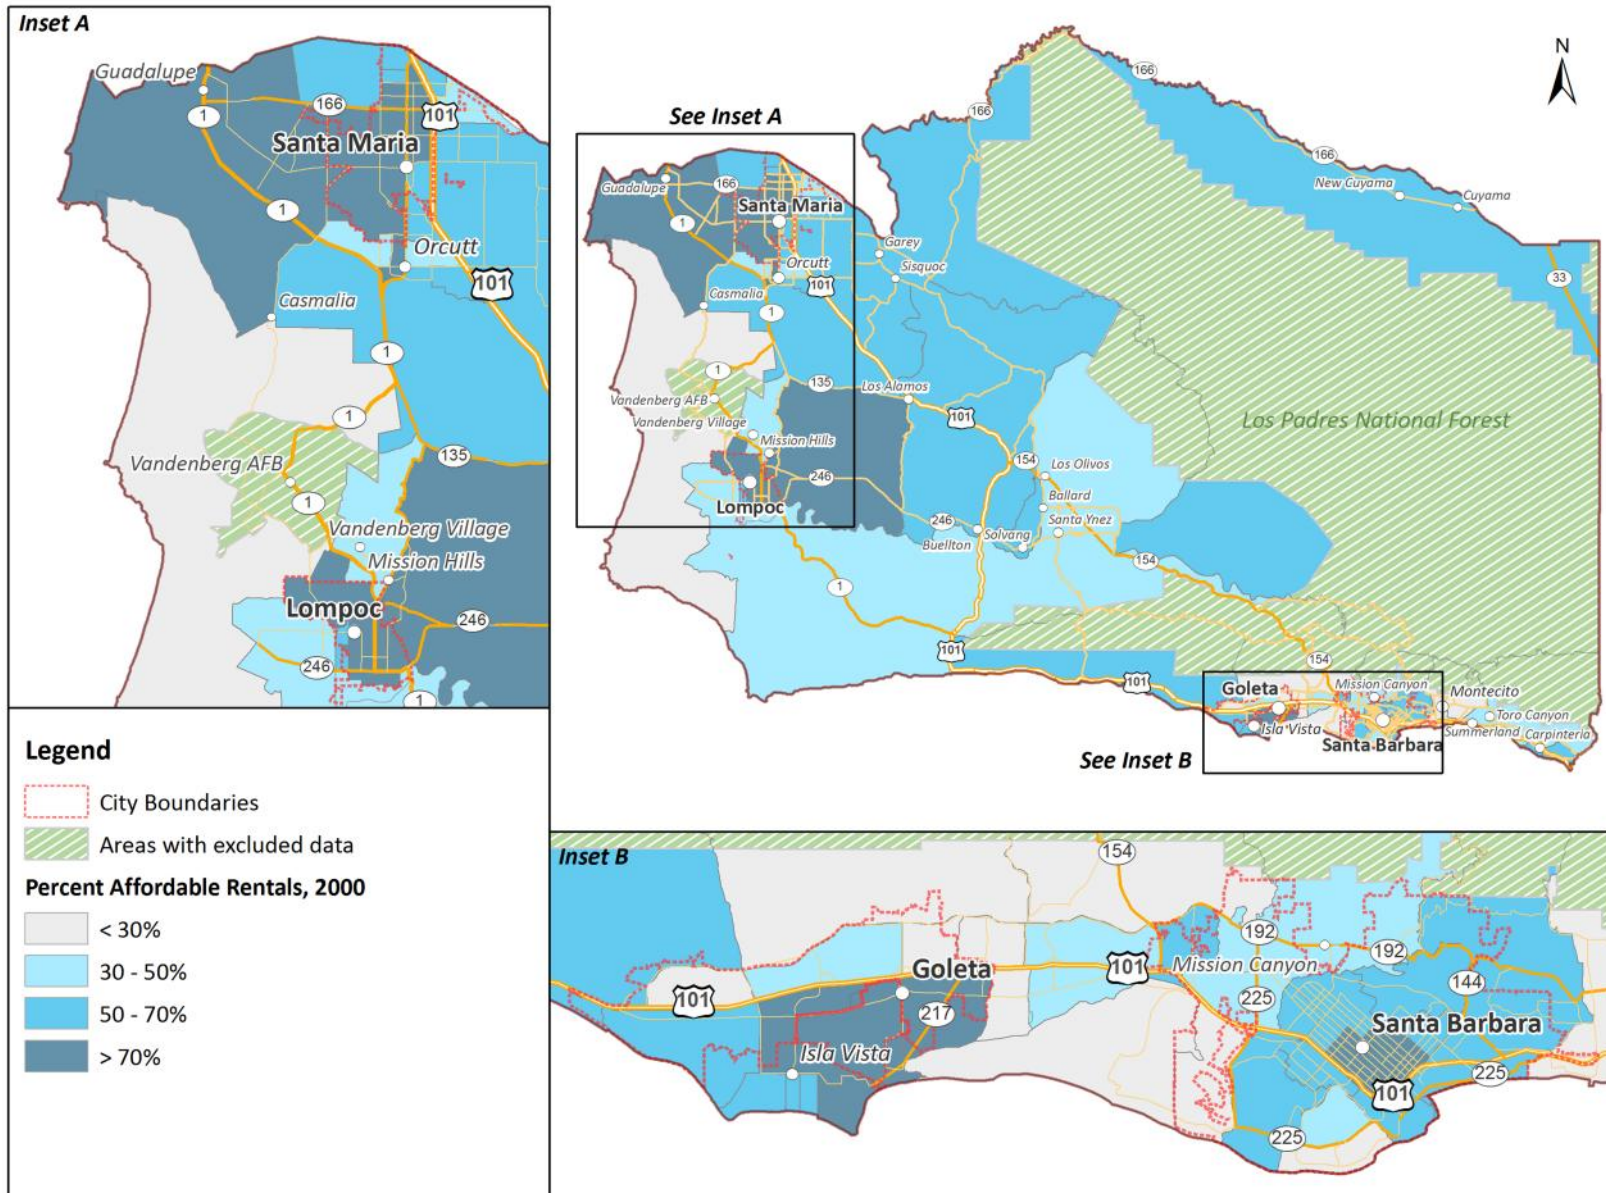 Inset A
Guadalupe
166
1
101
Santa Maria
1
Orcutt
101
Casmalia
1
1
Vandenberg AFB
135
1
Vandenberg Village
Mission Hills
Lompoc
246
246
1
Legend
City Boundaries
Areas with excluded data
Percent Affordable Rentals, 2000
< 30%
30 - 50%
50 - 70%
> 70%
N
See Inset A
166
166
166
New Cuyama
Cuyama
Guadalupe
166
Santa Maria
1
Garey
Sisquoc
Orcutt
101
33
Casmalia
1
1
135
Los Alamos
Vandenberg AFB
101
Los Padres National Forest
Vandenberg Village
Mission Hills
154
Los Olivos
246
Lompoc
Ballard
Santa Ynez
246
Solvang
Buellton
154
1
101
154
101
Goleta
Mission Canyon
Montecito
Isla Vista
Toro Canyon
Summerland
Carpinteria
Santa Barbara
See Inset B
Inset B
154
192
192
Mission Canyon
101
Goleta
101
217
225
144
Santa Barbara
Isla Vista
225
101
225